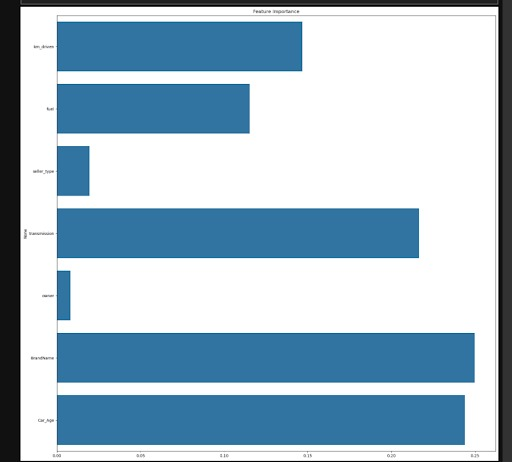 Feature Importance
km_driven
fuel
seller_type
transmission
None
owner
BrandName
Car_Age
0.00 0.05 0.10 0.15 0.20 0.25